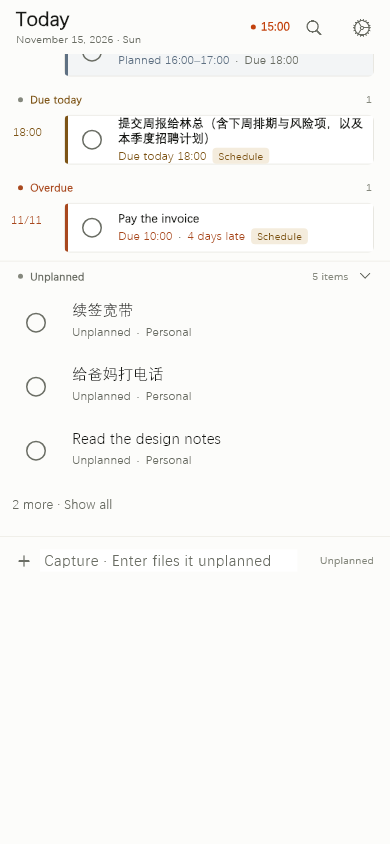 Today
15:00
November 15, 2026 · Sun
Planned 16:00–17:00 · Due 18:00
Due today
1
18:00
提交周报给林总（含下周排期与风险项，以及
本季度招聘计划）
Due today 18:00 Schedule
Overdue
1
11/11
Pay the invoice
Due 10:00 · 4 days late Schedule
Unplanned
5 items
续签宽带
Unplanned · Personal
给爸妈打电话
Unplanned · Personal
Read the design notes
Unplanned · Personal
2 more · Show all
Capture · Enter files it unplanned
Unplanned